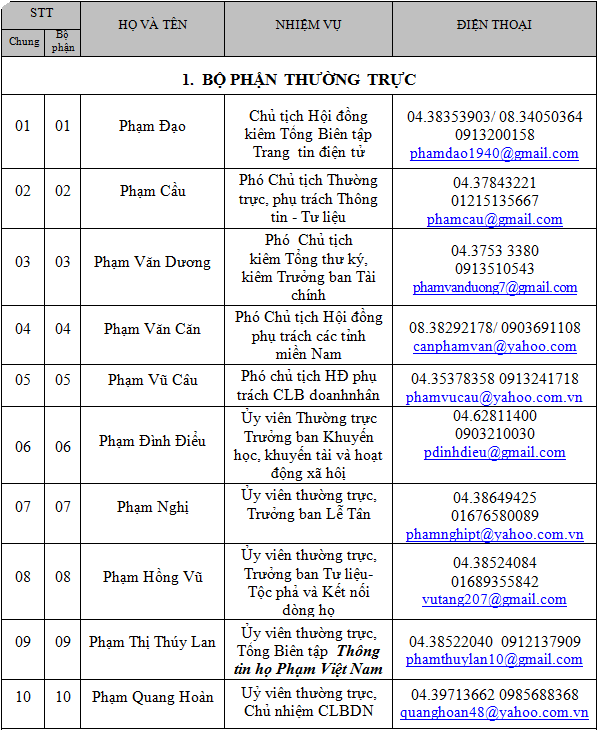 STT
HỌ VÀ TÊN
NHIỆM VỤ
ĐIỆN THOẠI
Chung
Bộ
phận
1. BỘ PHẬN THƯỜNG TRỰC
01
01
Phạm Đạo
Chủ tịch Hội đồng
kiêm Tổng Biên tập
Trang tin điện tử
04.38353903/ 08.34050364
0913200158
phamdao1940@gmail.com
02
02
Phạm Cầu
Phó Chủ tịch Thường
trực, phụ trách Thông
tin - Tư liệu
04.37843221
01215135667
phamcau@gmail.com
03
03
Phạm Văn Dương
Phó Chủ tịch
kiêm Tổng thư ký,
kiêm Trưởng ban Tài
chính
04.3753 3380
0913510543
phamvanduong7@gmail.com
04
04
Phạm Văn Căn
Phó Chủ tịch Hội đồng
phụ trách các tỉnh
miền Nam
08.38292178/ 0903691108
canphamvan@yahoo.com
05
05
Phạm Vũ Câu
Phó chủ tịch HĐ phụ
trách CLB doanhnhân
04.35378358 0913241718
phamvucau@yahoo.com.vn
06
06
Phạm Đình Điểu
Ủy viên Thường trực
Trưởng ban Khuyến
học, khuyến tài và hoạt
động xã hôị
04.62811400
0903210030
pdinhdieu@gmail.com
07
07
Phạm Nghị
Ủy viên thường trực,
Trưởng ban Lễ Tân
04.38649425
01676580089
phamnghipt@yahoo.com.vn
08
08
Phạm Hồng Vũ
Ủy viên thường trực,
Trưởng ban Tư liệu-
Tộc phả và Kết nối
dòng họ
04.38524084
01689355842
vutang207@gmail.com
09
09
Phạm Thị Thúy Lan
Ủy viên thường trực,
Tổng Biên tập Thông
tin họ Phạm Việt Nam
04.38522040 0912137909
phamthuylan10@gmail.com
10
10
Phạm Quang Hoản
Uỷ viên thường trực,
Chủ nhiệm CLBDN
04.39713662 0985688368
quanghoan48@yahoo.com.vn